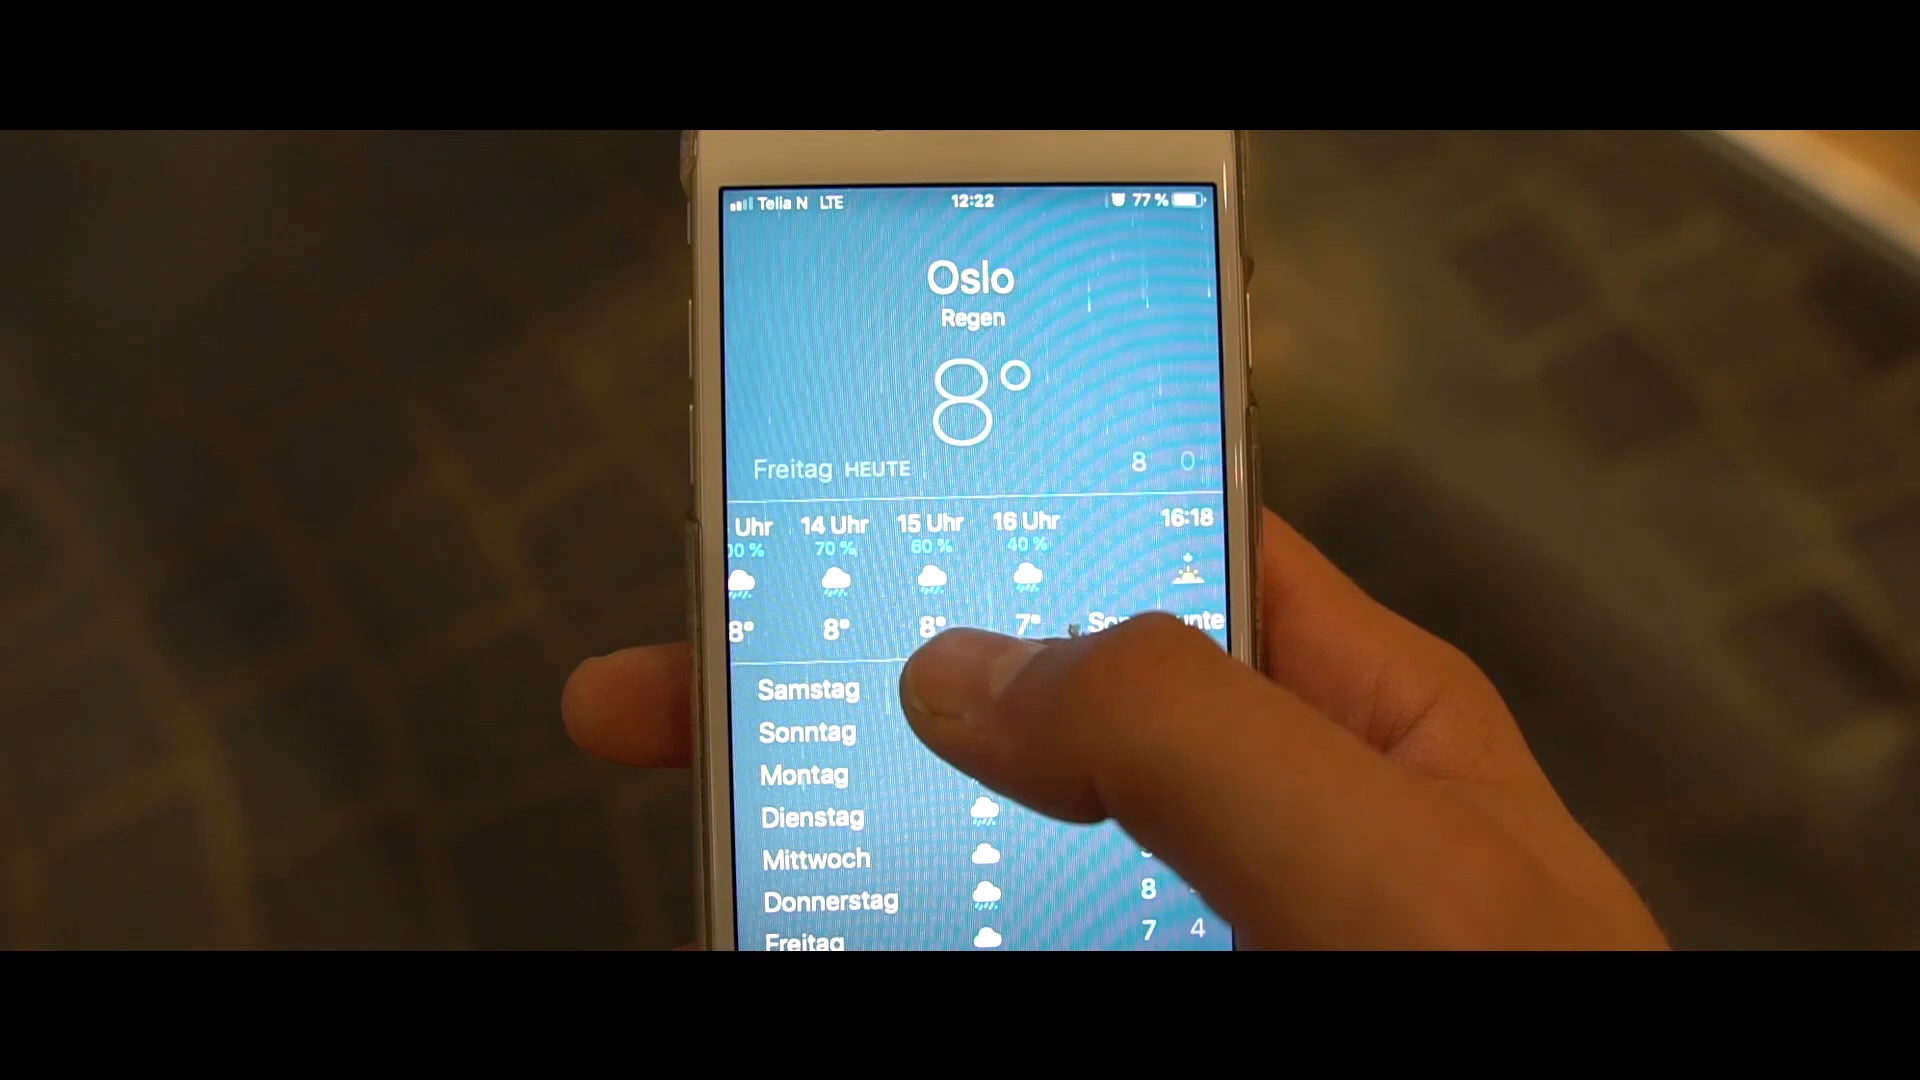 Telia N LTE 12:22 77 %
Oslo
Regen
8°
Freitag HEUTE 8 0
Uhr 14 Uhr 15 Uhr 16 Uhr 16:18
70 % 60 % 40 %
8° 8° 8° 7°
Samstag
Sonntag
Montag
Dienstag
Mittwoch
Donnerstag 8
Freitag 7 4